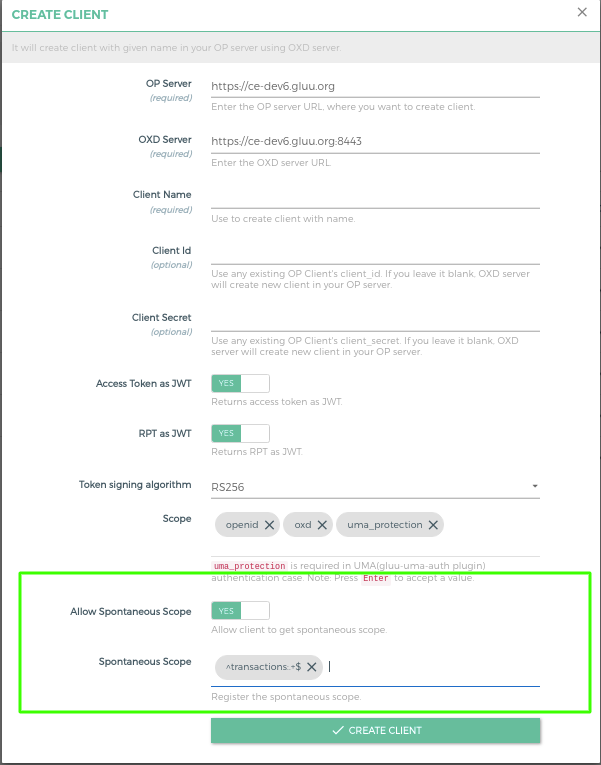 CREATE CLIENT
It will create client with given name in your OP server using OXD server.
OP Server
(required)
https://ce-dev6.gluu.org
Enter the OP server URL, where you want to create client.
OXD Server
(required)
https://ce-dev6.gluu.org:8443
Enter the OXD server URL.
Client Name
(required)
Use to create client with name.
Client Id
(optional)
Use any existing OP Client's client_id. If you leave it blank, OXD server
will create new client in your OP server.
Client Secret
(optional)
Use any existing OP Client's client_secret. If you leave it blank, OXD
server will create new client in your OP server.
Access Token as JWT
YES
Returns access token as JWT.
RPT as JWT
YES
Returns RPT as JWT.
Token signing algorithm
RS256
Scope
openid
oxd
uma_protection
uma_protection is required in UMA(gluu-uma-auth plugin)
authentication case. Note: Press Enter to accept a value.
Allow Spontaneous Scope
YES
Allow client to get spontaneous scope.
Spontaneous Scope
^transactions:.+$
Register the spontaneous scope.
CREATE CLIENT